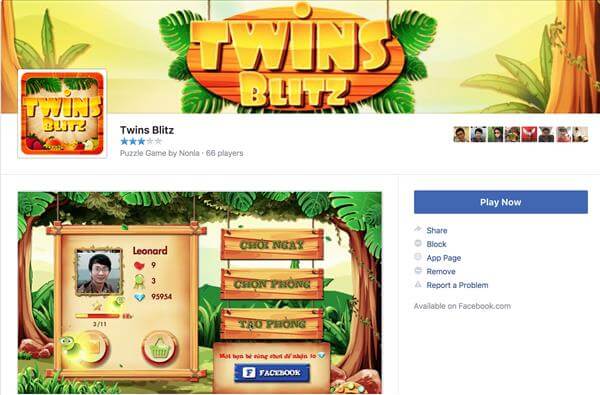 TWINS
BLITZ
TWINS
BLITZ
Twins Blitz
Puzzle Game by Nonla · 66 players
Play Now
Share
Block
App Page
Remove
Report a Problem
Available on Facebook.com
Leonard
9
3
95954
3/11
CHƠI NGAY
CHỌN PHÒNG
TẠO PHÒNG
Mời bạn bè cùng chơi để nhận 10
f FACEBOOK